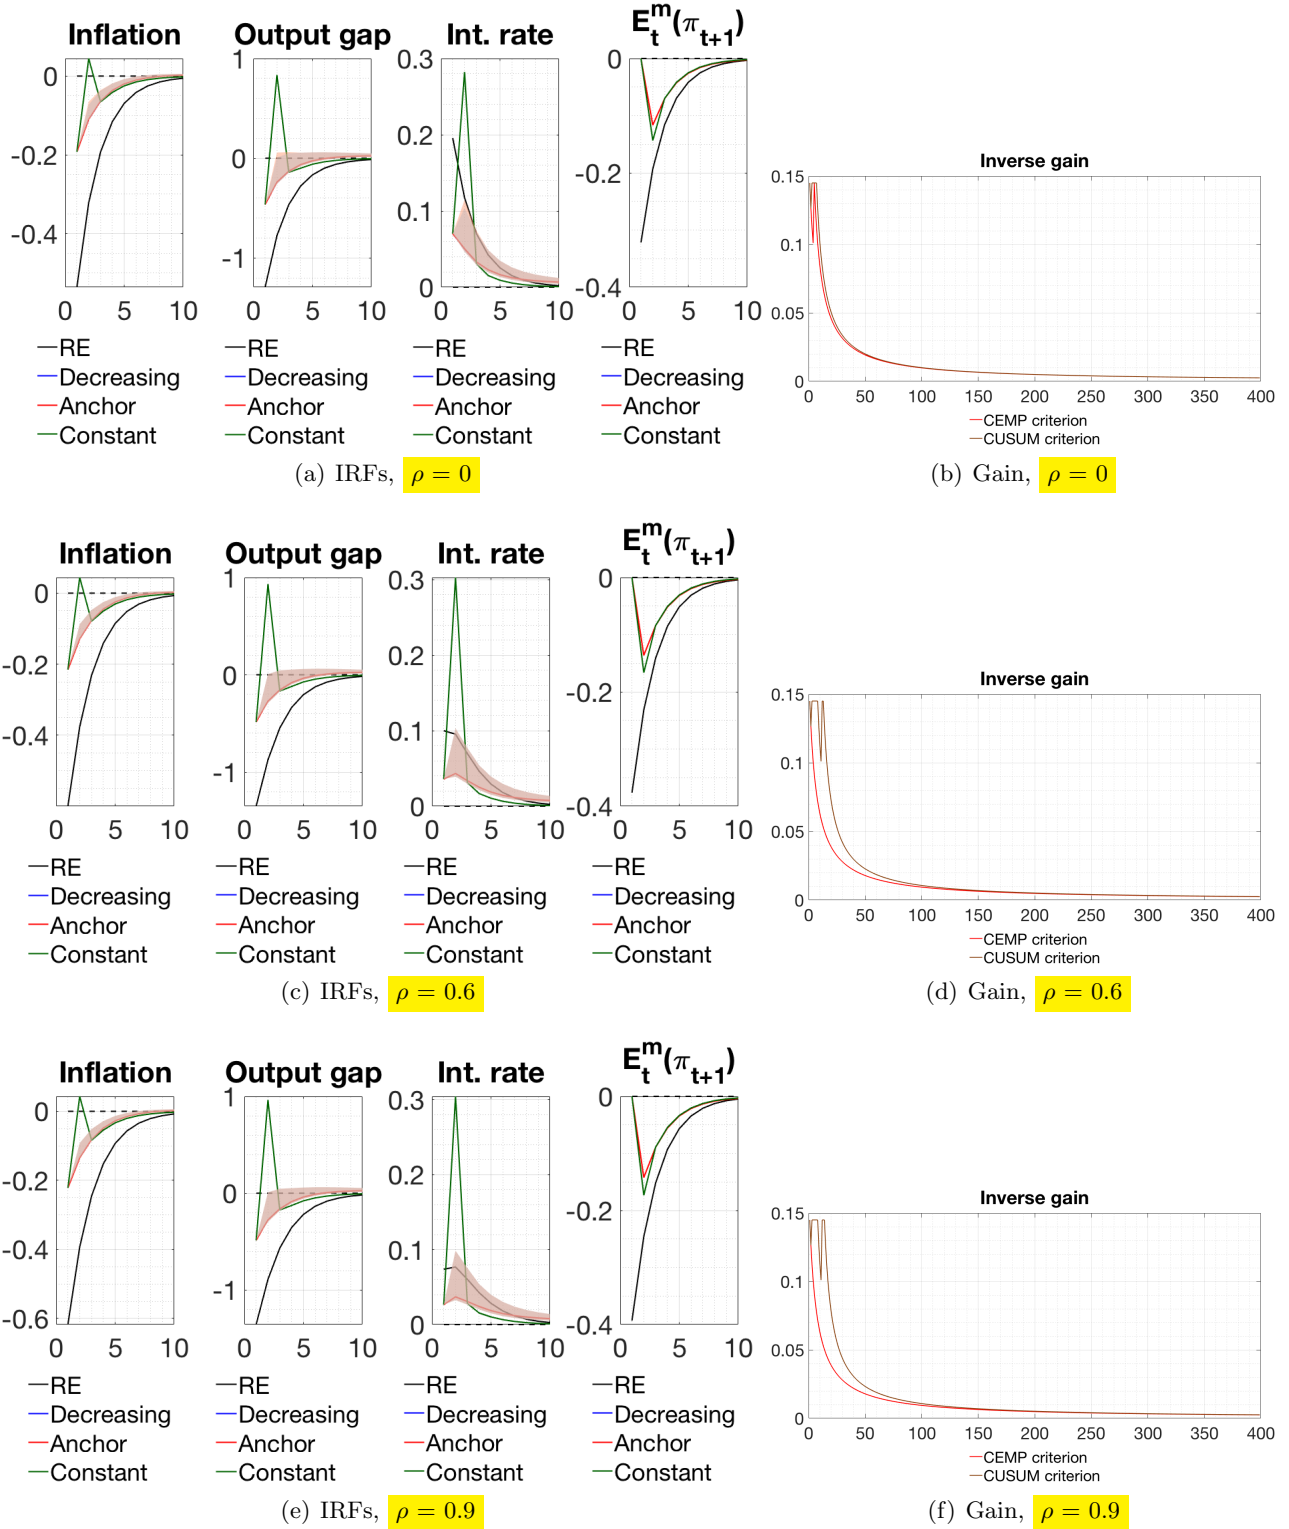 Inflation
Output gap
Int. rate
E_t^m(π_{t+1})
0
-0.2
-0.4
0 5 10
1
0
-1
0 5 10
0.3
0.2
0.1
0
0 5 10
0
-0.2
-0.4
0 5 10
RE
Decreasing
Anchor
Constant
RE
Decreasing
Anchor
Constant
RE
Decreasing
Anchor
Constant
RE
Decreasing
Anchor
Constant
(a) IRFs, ρ = 0
Inverse gain
0.15
0.1
0.05
0
0 50 100 150 200 250 300 350 400
CEMP criterion
CUSUM criterion
(b) Gain, ρ = 0
Inflation
Output gap
Int. rate
E_t^m(π_{t+1})
0
-0.2
-0.4
0 5 10
1
0
-1
0 5 10
0.3
0.2
0.1
0
0 5 10
0
-0.2
-0.4
0 5 10
RE
Decreasing
Anchor
Constant
RE
Decreasing
Anchor
Constant
RE
Decreasing
Anchor
Constant
RE
Decreasing
Anchor
Constant
(c) IRFs, ρ = 0.6
Inverse gain
0.15
0.1
0.05
0
0 50 100 150 200 250 300 350 400
CEMP criterion
CUSUM criterion
(d) Gain, ρ = 0.6
Inflation
Output gap
Int. rate
E_t^m(π_{t+1})
0
-0.2
-0.4
-0.6
0 5 10
1
0
-1
0 5 10
0.3
0.2
0.1
0
0 5 10
0
-0.2
-0.4
0 5 10
RE
Decreasing
Anchor
Constant
RE
Decreasing
Anchor
Constant
RE
Decreasing
Anchor
Constant
RE
Decreasing
Anchor
Constant
(e) IRFs, ρ = 0.9
Inverse gain
0.15
0.1
0.05
0
0 50 100 150 200 250 300 350 400
CEMP criterion
CUSUM criterion
(f) Gain, ρ = 0.9